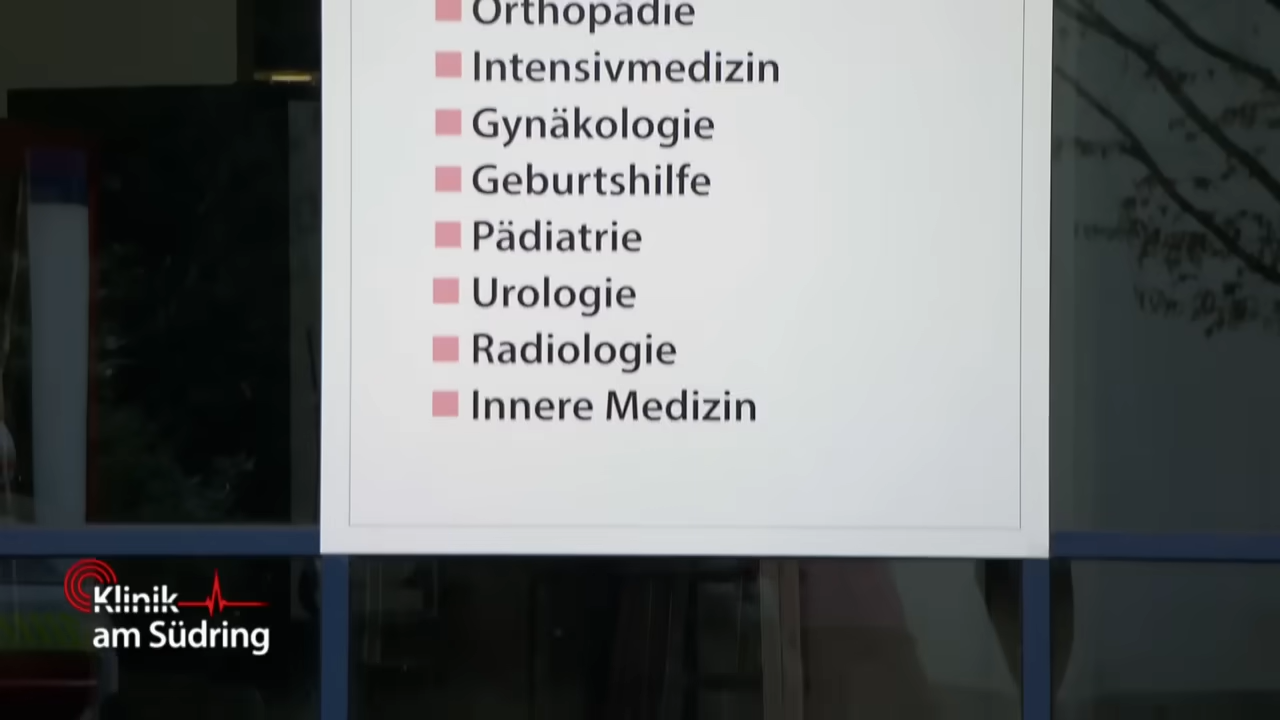 Orthopädie
Intensivmedizin
Gynäkologie
Geburtshilfe
Pädiatrie
Urologie
Radiologie
Innere Medizin
Klinik
am Südring